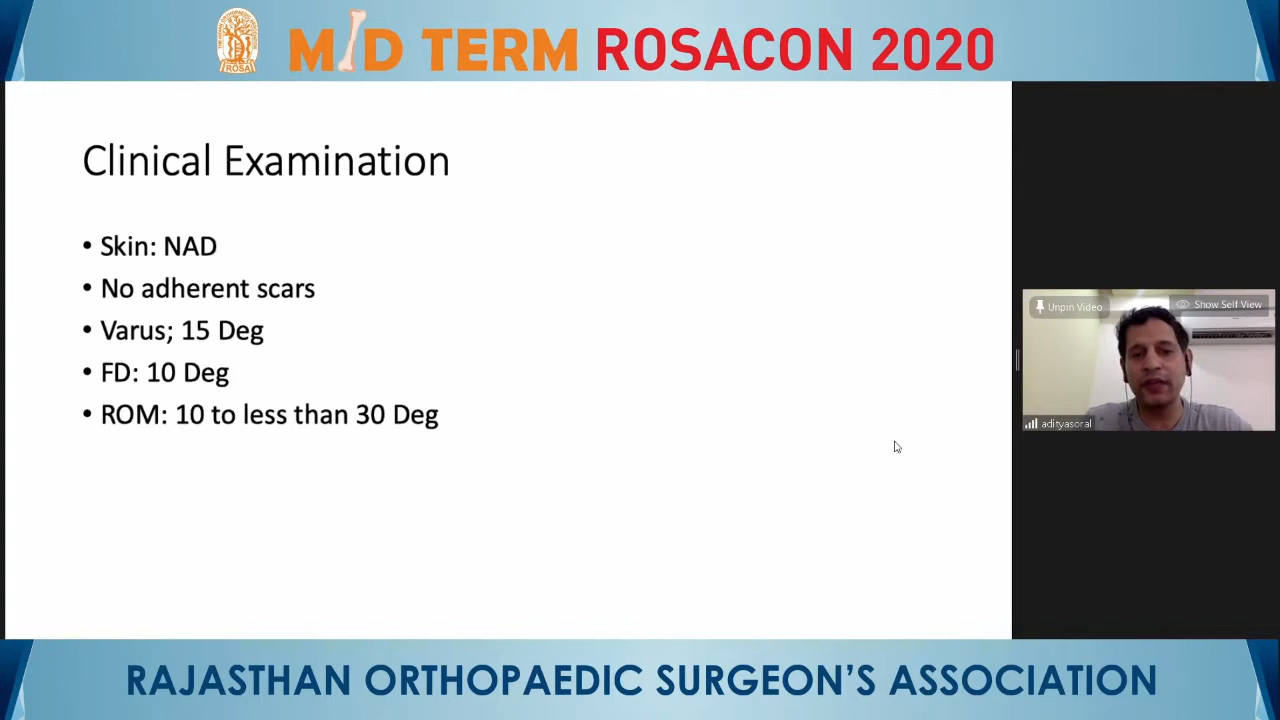 MID TERM ROSACON 2020
ROSA
Clinical Examination
• Skin: NAD
• No adherent scars
• Varus; 15 Deg
• FD: 10 Deg
• ROM: 10 to less than 30 Deg
Unpin Video
Show Self View
adityasoral
RAJASTHAN ORTHOPAEDIC SURGEON'S ASSOCIATION